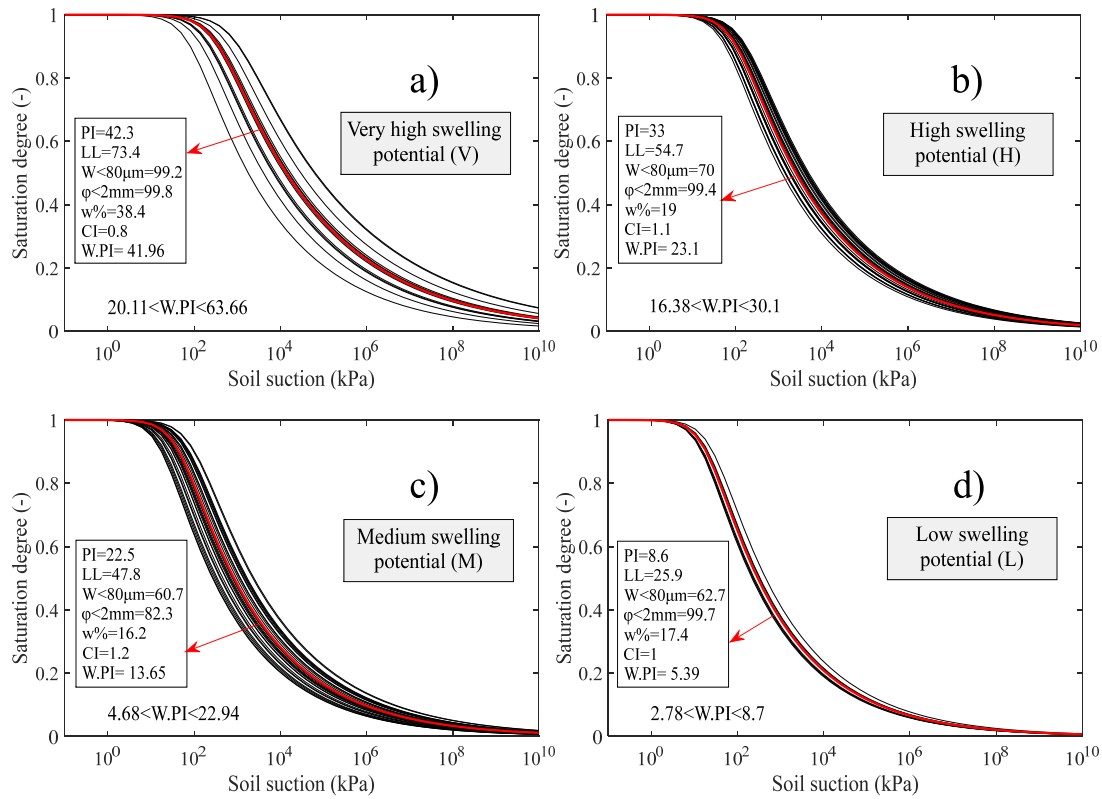 1
0.8
0.6
0.4
0.2
0
Saturation degree (-)
a)
Very high swelling
potential (V)
PI=42.3
LL=73.4
W<80μm=99.2
φ<2mm=99.8
w%=38.4
CI=0.8
W.PI= 41.96
20.11<W.PI<63.66
10^0 10^2 10^4 10^6 10^8 10^10
Soil suction (kPa)
1
0.8
0.6
0.4
0.2
0
Saturation degree (-)
b)
High swelling
potential (H)
PI=33
LL=54.7
W<80μm=70
φ<2mm=99.4
w%=19
CI=1.1
W.PI= 23.1
16.38<W.PI<30.1
10^0 10^2 10^4 10^6 10^8 10^10
Soil suction (kPa)
1
0.8
0.6
0.4
0.2
0
Saturation degree (-)
c)
Medium swelling
potential (M)
PI=22.5
LL=47.8
W<80μm=60.7
φ<2mm=82.3
w%=16.2
CI=1.2
W.PI= 13.65
4.68<W.PI<22.94
10^0 10^2 10^4 10^6 10^8 10^10
Soil suction (kPa)
1
0.8
0.6
0.4
0.2
0
Saturation degree (-)
d)
Low swelling
potential (L)
PI=8.6
LL=25.9
W<80μm=62.7
φ<2mm=99.7
w%=17.4
CI=1
W.PI= 5.39
2.78<W.PI<8.7
10^0 10^2 10^4 10^6 10^8 10^10
Soil suction (kPa)